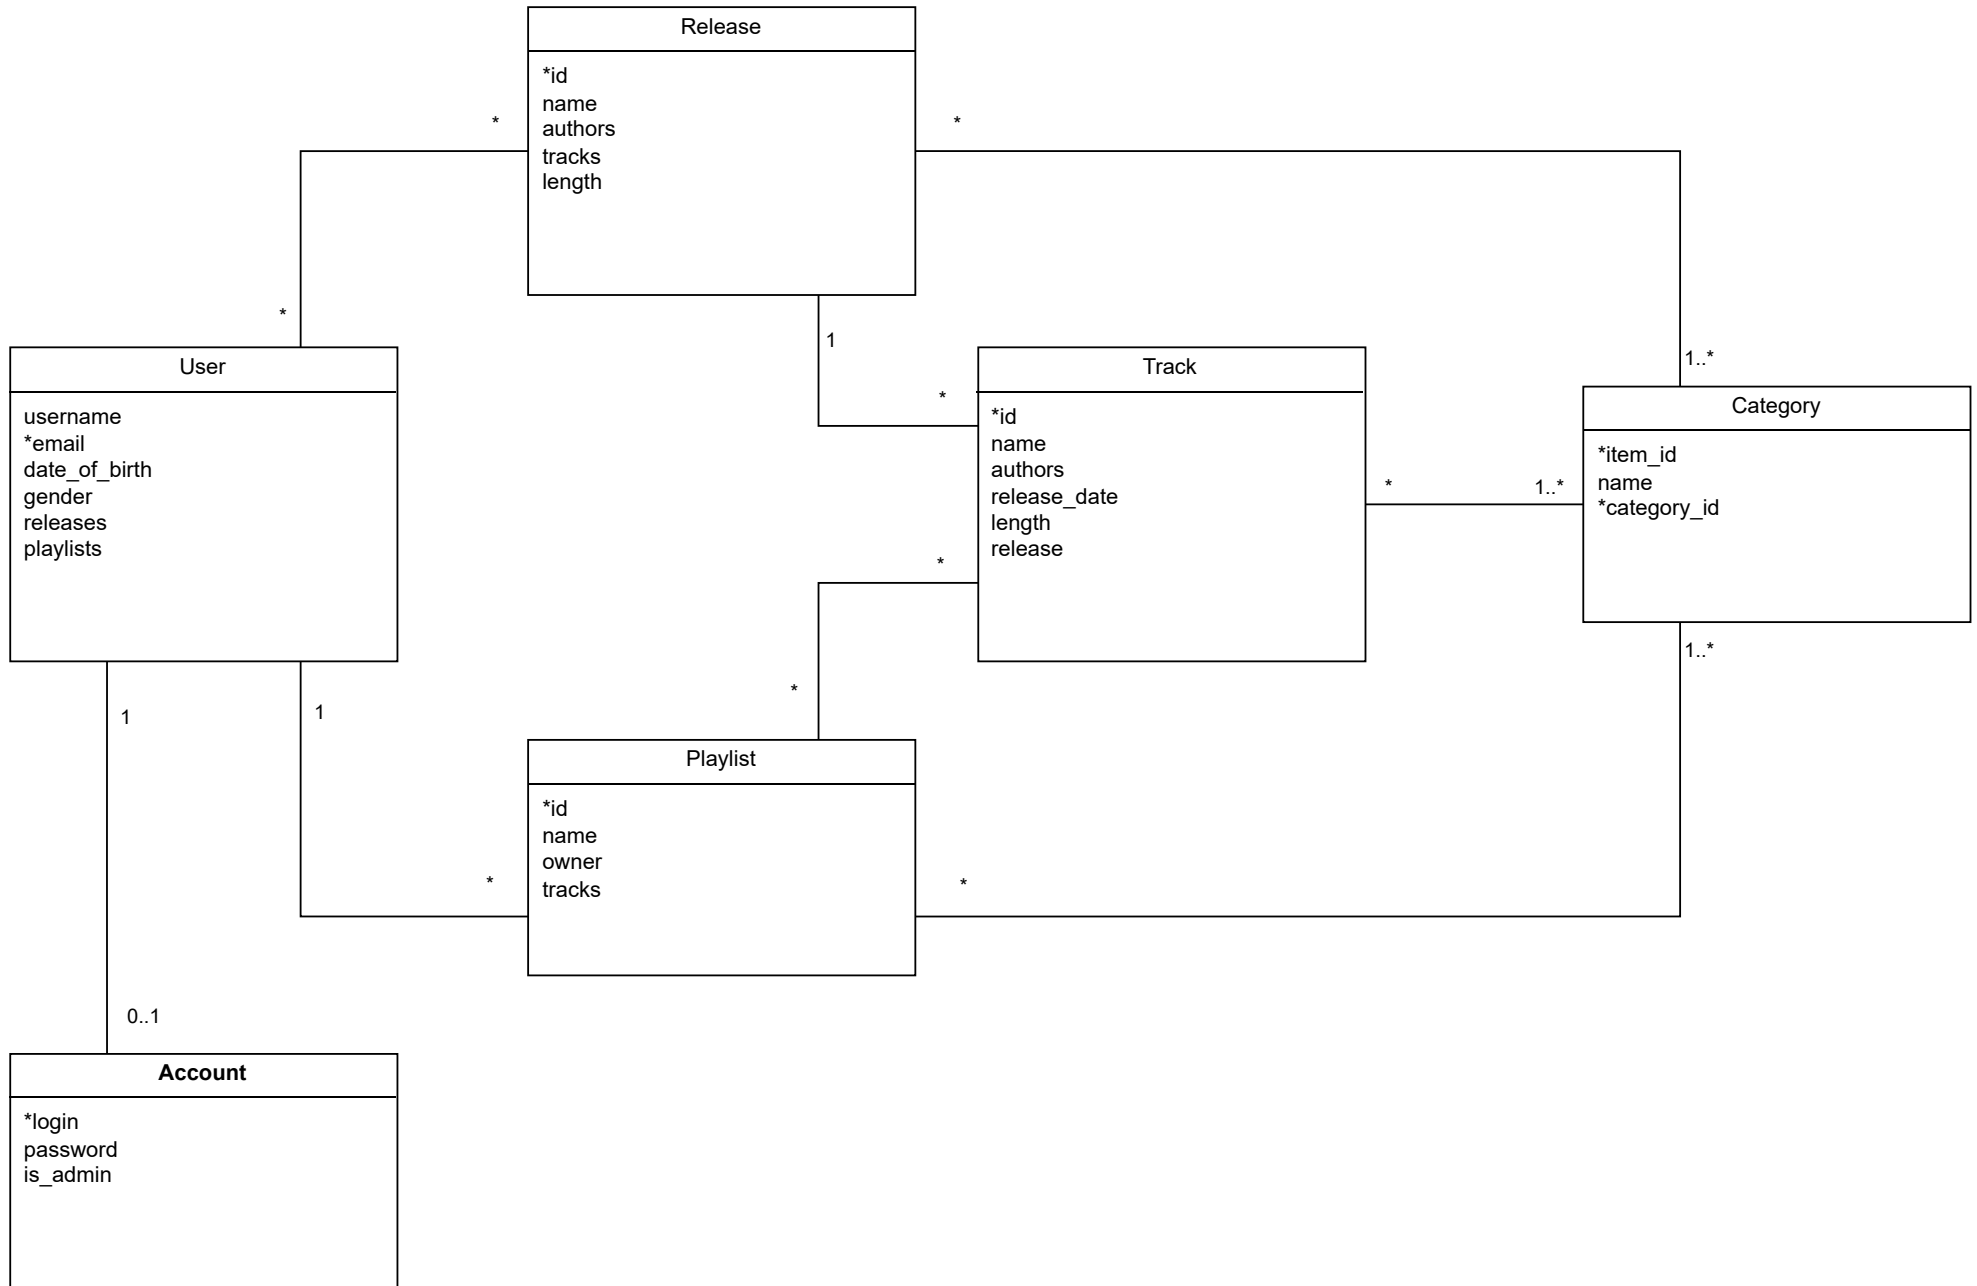 Release
*id
name
authors
tracks
length
*
*
*
1
1..*
User
username
*email
date_of_birth
gender
releases
playlists
Track
*id
name
authors
release_date
length
release
*
*
*
1..*
Category
*item_id
name
*category_id
1..*
*
1
1
Playlist
*id
name
owner
tracks
*
*
0..1
Account
*login
password
is_admin